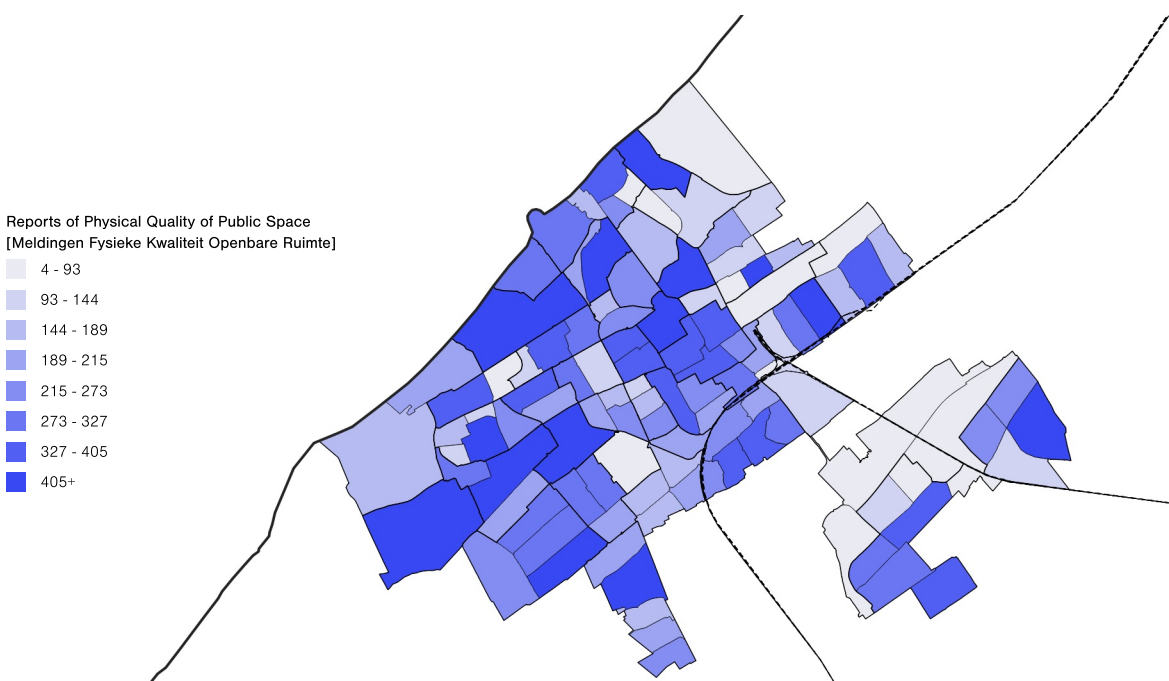 Reports of Physical Quality of Public Space
[Meldingen Fysieke Kwaliteit Openbare Ruimte]
4 - 93
93 - 144
144 - 189
189 - 215
215 - 273
273 - 327
327 - 405
405+